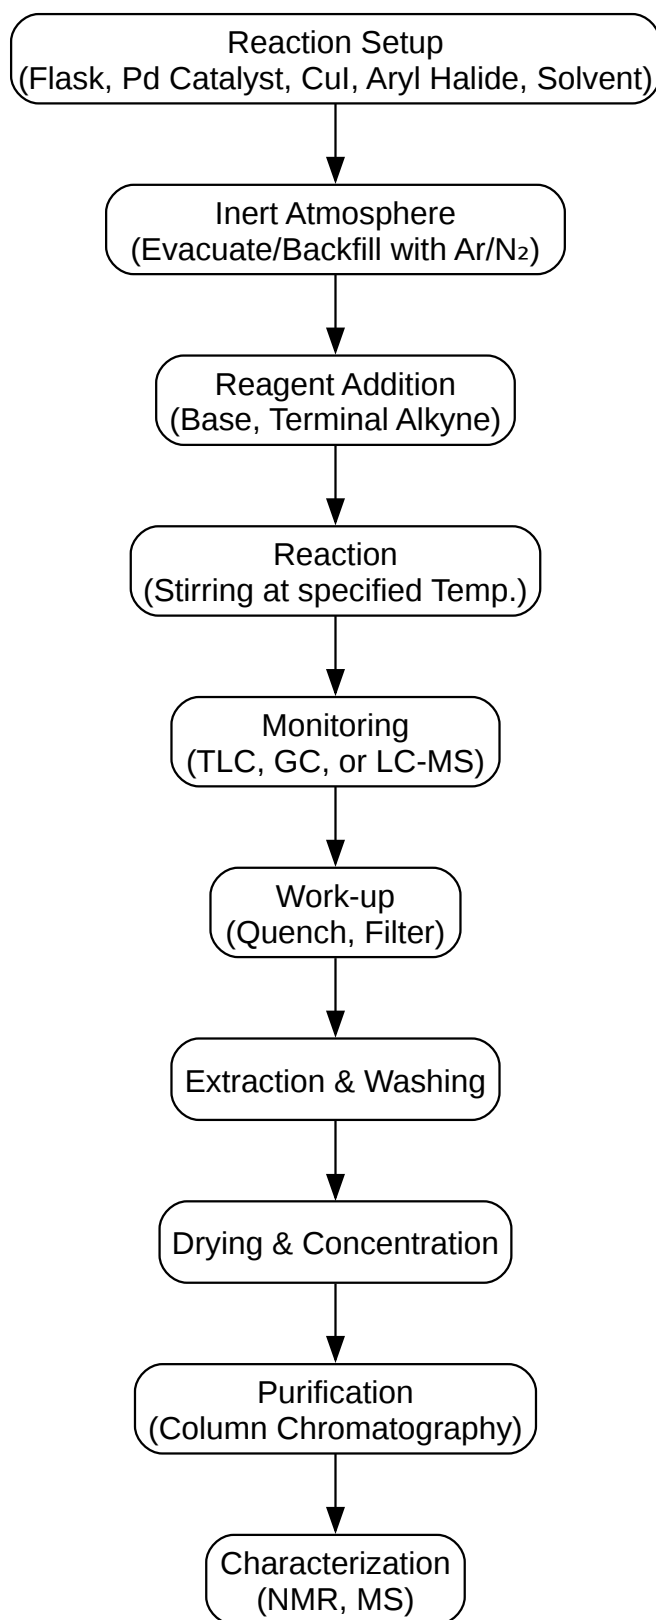 Reaction Setup
(Flask, Pd Catalyst, CuI, Aryl Halide, Solvent)
Inert Atmosphere
(Evacuate/Backfill with Ar/N₂)
Reagent Addition
(Base, Terminal Alkyne)
Reaction
(Stirring at specified Temp.)
Monitoring
(TLC, GC, or LC-MS)
Work-up
(Quench, Filter)
Extraction & Washing
Drying & Concentration
Purification
(Column Chromatography)
Characterization
(NMR, MS)